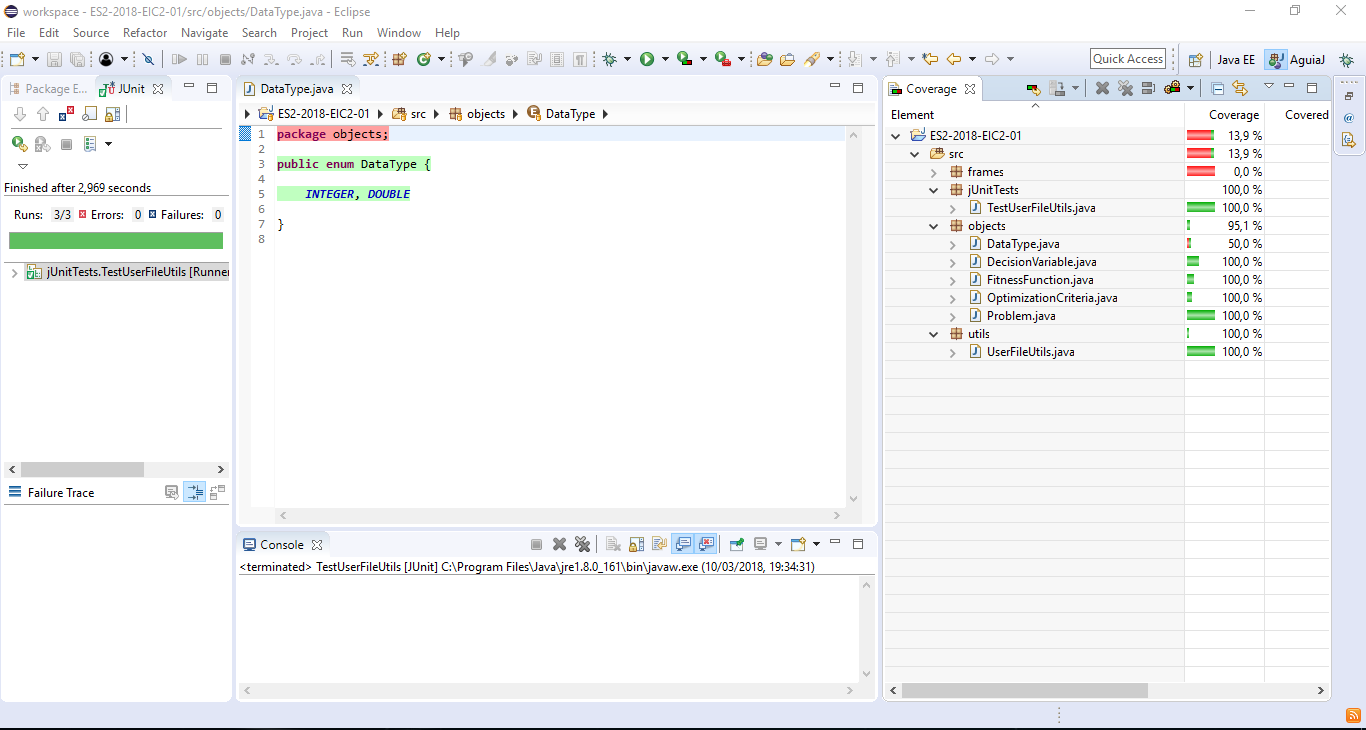 workspace - ES2-2018-EIC2-01/src/objects/DataType.java - Eclipse
File Edit Source Refactor Navigate Search Project Run Window Help
Quick Access Java EE AguiaJ
Package E... JUnit
Finished after 2,969 seconds
Runs: 3/3 Errors: 0 Failures: 0
jUnitTests.TestUserFileUtils [Runner
Failure Trace
DataType.java
ES2-2018-EIC2-01 src objects DataType
1 package objects;
2
3 public enum DataType {
4
5 INTEGER, DOUBLE
6
7 }
8
Console
<terminated> TestUserFileUtils [JUnit] C:\Program Files\Java\jre1.8.0_161\bin\javaw.exe (10/03/2018, 19:34:31)
Coverage
Element Coverage Covered
ES2-2018-EIC2-01 13,9 %
src 13,9 %
frames 0,0 %
jUnitTests 100,0 %
TestUserFileUtils.java 100,0 %
objects 95,1 %
DataType.java 50,0 %
DecisionVariable.java 100,0 %
FitnessFunction.java 100,0 %
OptimizationCriteria.java 100,0 %
Problem.java 100,0 %
utils 100,0 %
UserFileUtils.java 100,0 %